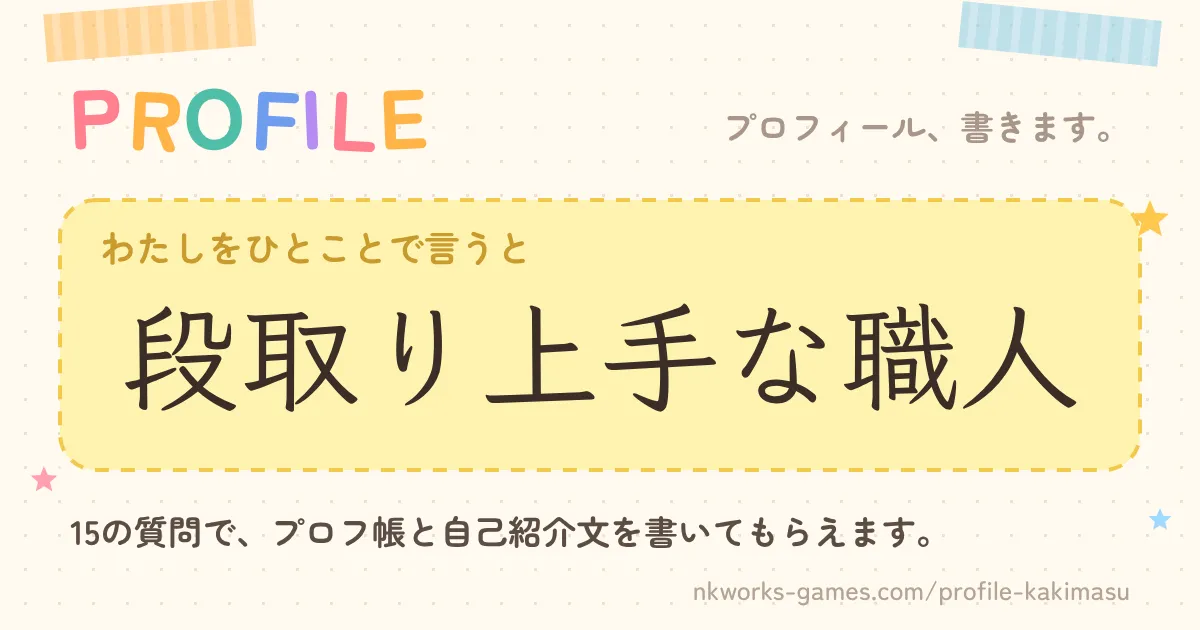 PROFILE
プロフィール、書きます。
わたしをひとことで言うと
段取り上手な職人
15の質問で、プロフ帳と自己紹介文を書いてもらえます。
nkworks-games.com/profile-kakimasu